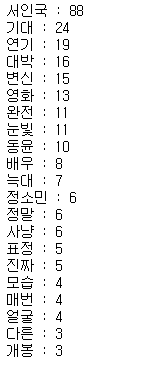 서인국 : 88
기대 : 24
연기 : 19
대박 : 16
변신 : 15
영화 : 13
완전 : 11
눈빛 : 11
동윤 : 10
배우 : 8
늑대 : 7
정소민 : 6
정말 : 6
사냥 : 6
표정 : 5
진짜 : 5
모습 : 4
매번 : 4
얼굴 : 4
다른 : 3
개봉 : 3